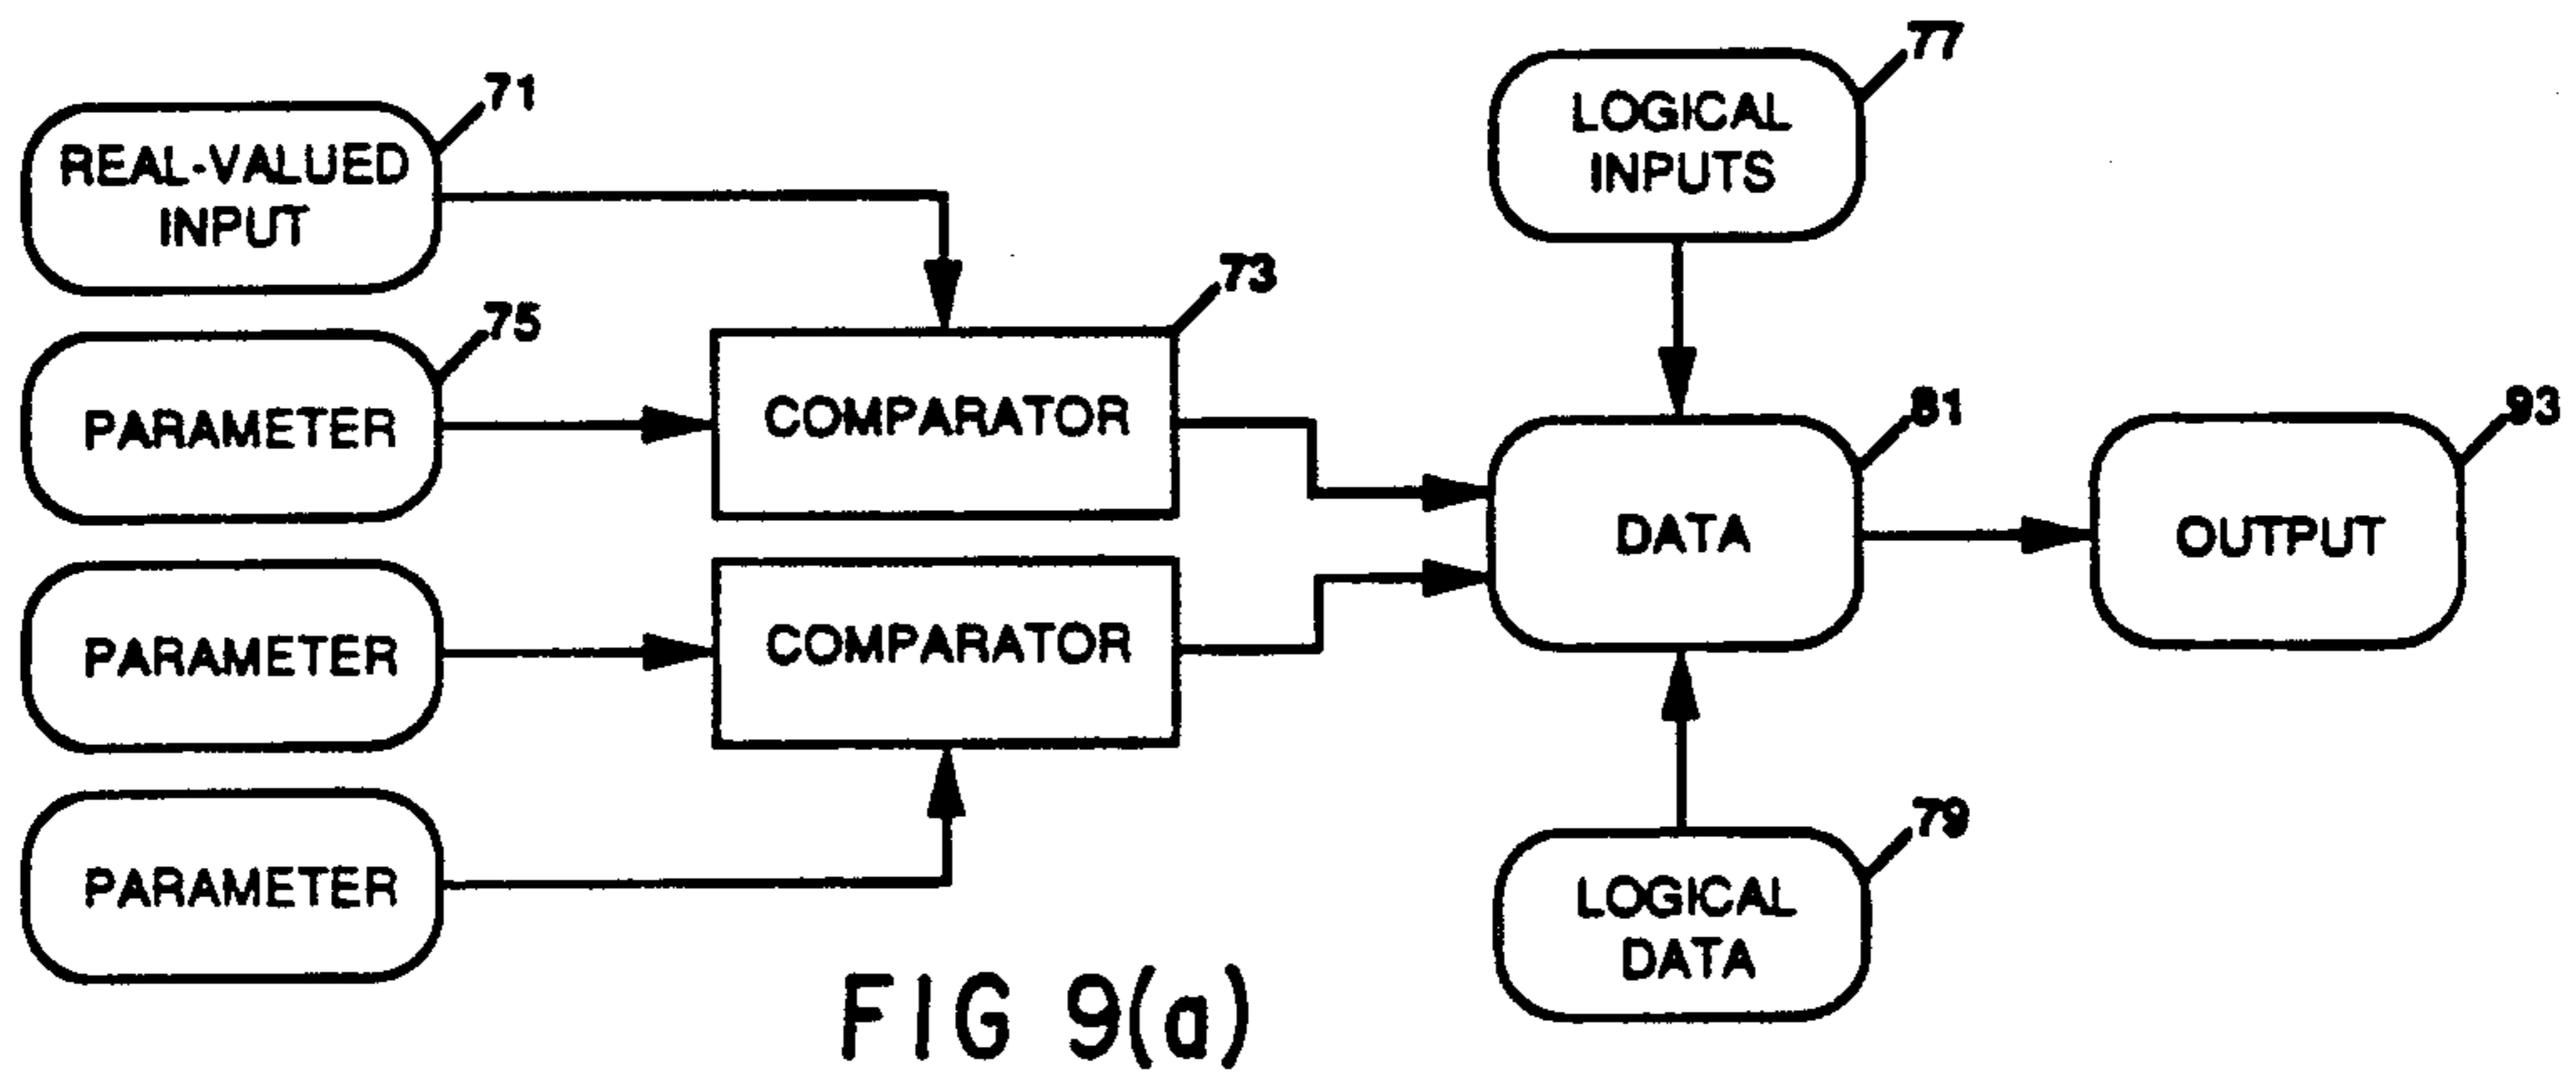 71
REAL-VALUED
INPUT
75
PARAMETER
PARAMETER
PARAMETER
73
COMPARATOR
COMPARATOR
77
LOGICAL
INPUTS
81
DATA
79
LOGICAL
DATA
93
OUTPUT
FIG 9(a)